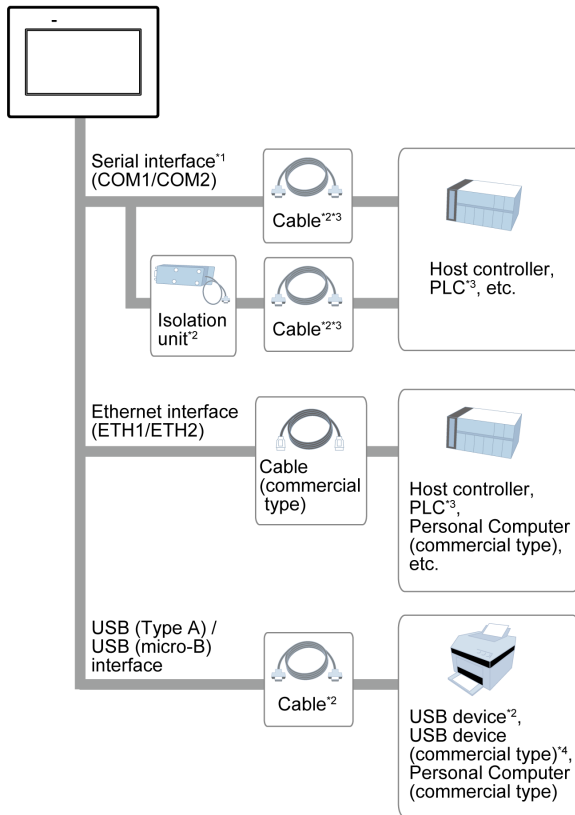 Serial interface*1
(COM1/COM2)
Cable*2*3
Host controller,
PLC*3, etc.
Isolation
unit*2
Cable*2*3
Ethernet interface
(ETH1/ETH2)
Cable
(commercial
type)
Host controller,
PLC*3,
Personal Computer
(commercial type),
etc.
USB (Type A) /
USB (micro-B)
interface
Cable*2
USB device*2,
USB device
(commercial type)*4,
Personal Computer
(commercial type)